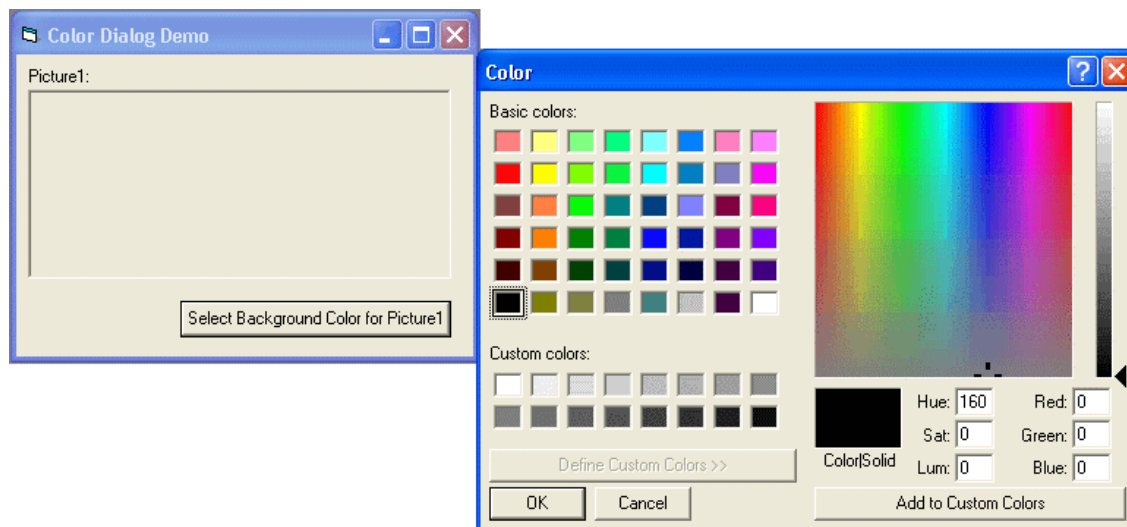 Color Dialog Demo
Picture1:
Select Background Color for Picture1
Color
Basic colors:
Custom colors:
Define Custom Colors >>
OK
Cancel
Color|Solid
Hue: 160
Sat: 0
Lum: 0
Red: 0
Green: 0
Blue: 0
Add to Custom Colors